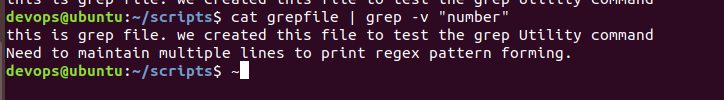 this is grep file. we created this file to test the grep Utility command
devops@ubuntu:~/scripts$ cat grepfile | grep -v "number"
this is grep file. we created this file to test the grep Utility command
Need to maintain multiple lines to print regex pattern forming.
devops@ubuntu:~/scripts$ ~